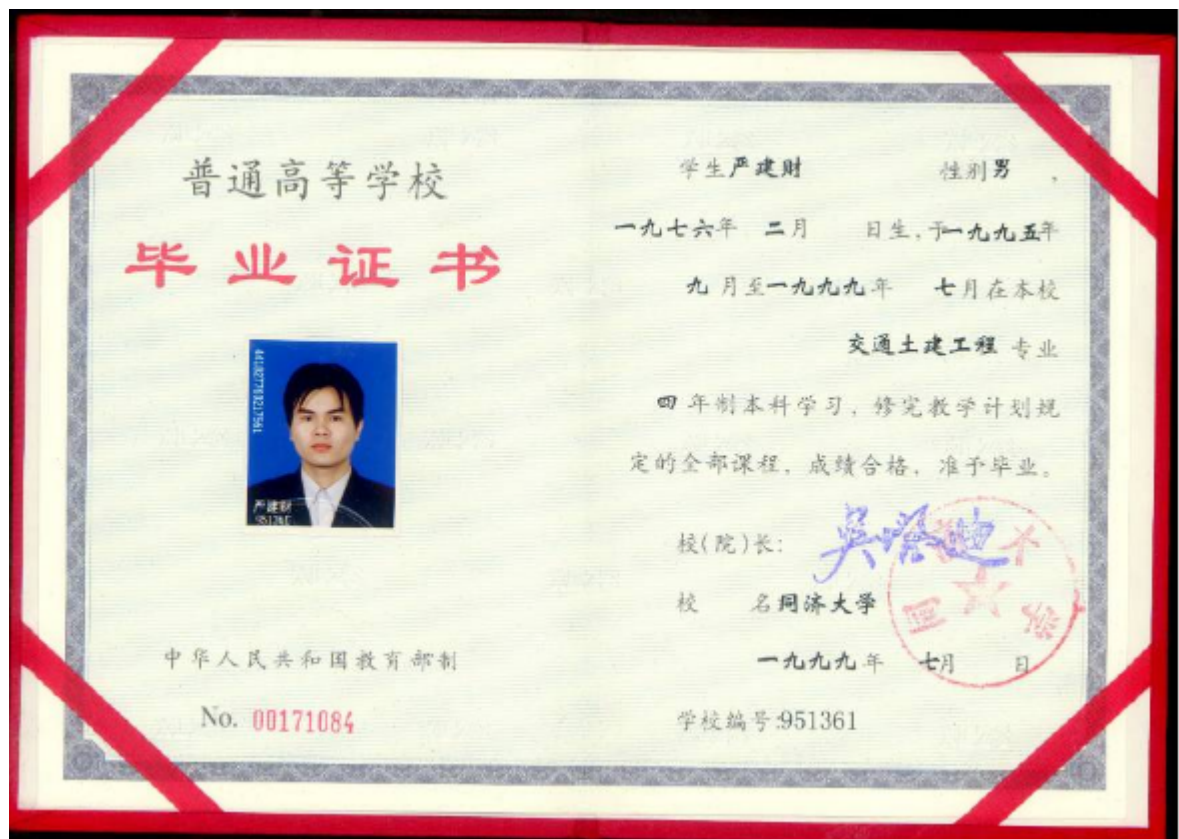 普通高等学校
毕业证书
严建财
中华人民共和国教育部制
No. 00171084
学生严建财 性别男，
一九七六年 二月 日生，于一九九五年
九月至一九九九年 七月在本校
交通土建工程 专业
四年制本科学习，修完教学计划规
定的全部课程，成绩合格，准予毕业。
校(院)长：
校 名同济大学
一九九九年 七月 日
学校编号:951361